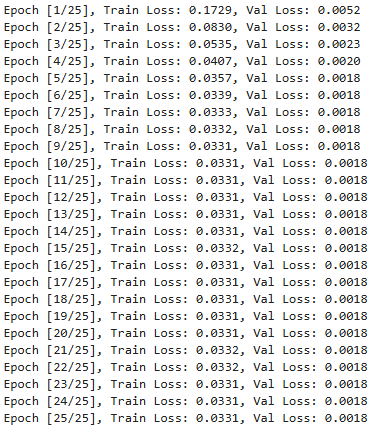 Epoch [1/25], Train Loss: 0.1729, Val Loss: 0.0052
Epoch [2/25], Train Loss: 0.0830, Val Loss: 0.0032
Epoch [3/25], Train Loss: 0.0535, Val Loss: 0.0023
Epoch [4/25], Train Loss: 0.0407, Val Loss: 0.0020
Epoch [5/25], Train Loss: 0.0357, Val Loss: 0.0018
Epoch [6/25], Train Loss: 0.0339, Val Loss: 0.0018
Epoch [7/25], Train Loss: 0.0333, Val Loss: 0.0018
Epoch [8/25], Train Loss: 0.0332, Val Loss: 0.0018
Epoch [9/25], Train Loss: 0.0331, Val Loss: 0.0018
Epoch [10/25], Train Loss: 0.0331, Val Loss: 0.0018
Epoch [11/25], Train Loss: 0.0331, Val Loss: 0.0018
Epoch [12/25], Train Loss: 0.0331, Val Loss: 0.0018
Epoch [13/25], Train Loss: 0.0331, Val Loss: 0.0018
Epoch [14/25], Train Loss: 0.0331, Val Loss: 0.0018
Epoch [15/25], Train Loss: 0.0332, Val Loss: 0.0018
Epoch [16/25], Train Loss: 0.0331, Val Loss: 0.0018
Epoch [17/25], Train Loss: 0.0331, Val Loss: 0.0018
Epoch [18/25], Train Loss: 0.0331, Val Loss: 0.0018
Epoch [19/25], Train Loss: 0.0331, Val Loss: 0.0018
Epoch [20/25], Train Loss: 0.0331, Val Loss: 0.0018
Epoch [21/25], Train Loss: 0.0332, Val Loss: 0.0018
Epoch [22/25], Train Loss: 0.0332, Val Loss: 0.0018
Epoch [23/25], Train Loss: 0.0331, Val Loss: 0.0018
Epoch [24/25], Train Loss: 0.0331, Val Loss: 0.0018
Epoch [25/25], Train Loss: 0.0331, Val Loss: 0.0018